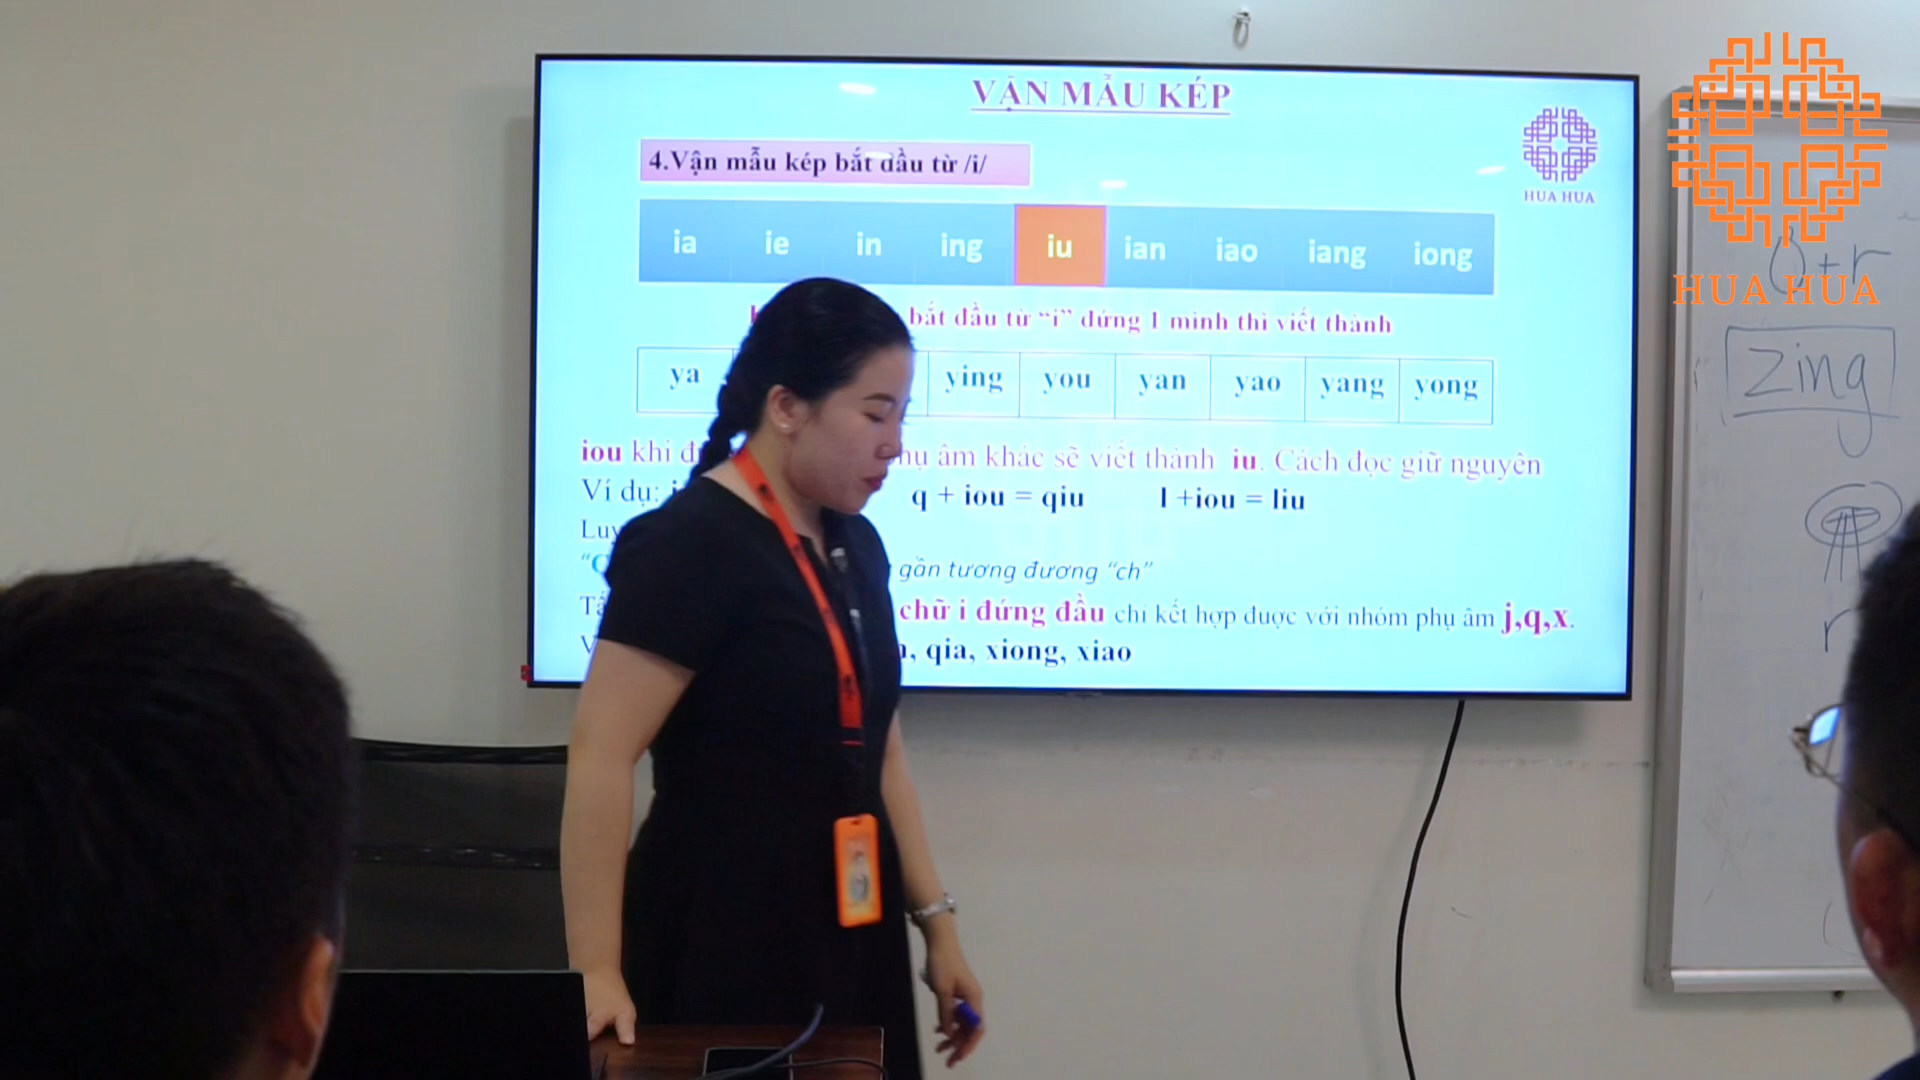 VẬN MẪU KÉP
4.Vận mẫu kép bắt đầu từ /i/
HUA HUA
ia ie in ing iu ian iao iang iong
bắt đầu từ “i” đứng 1 mình thì viết thành
ya ying you yan yao yang yong
iou khi âm khác sẽ viết thành iu. Cách đọc giữ nguyên
Ví dụ: q + iou = qiu l +iou = liu
gần tương đương “ch”
chữ i đứng đầu chỉ kết hợp được với nhóm phụ âm j,q,x.
qia, xiong, xiao
HUA HUA
zing
r